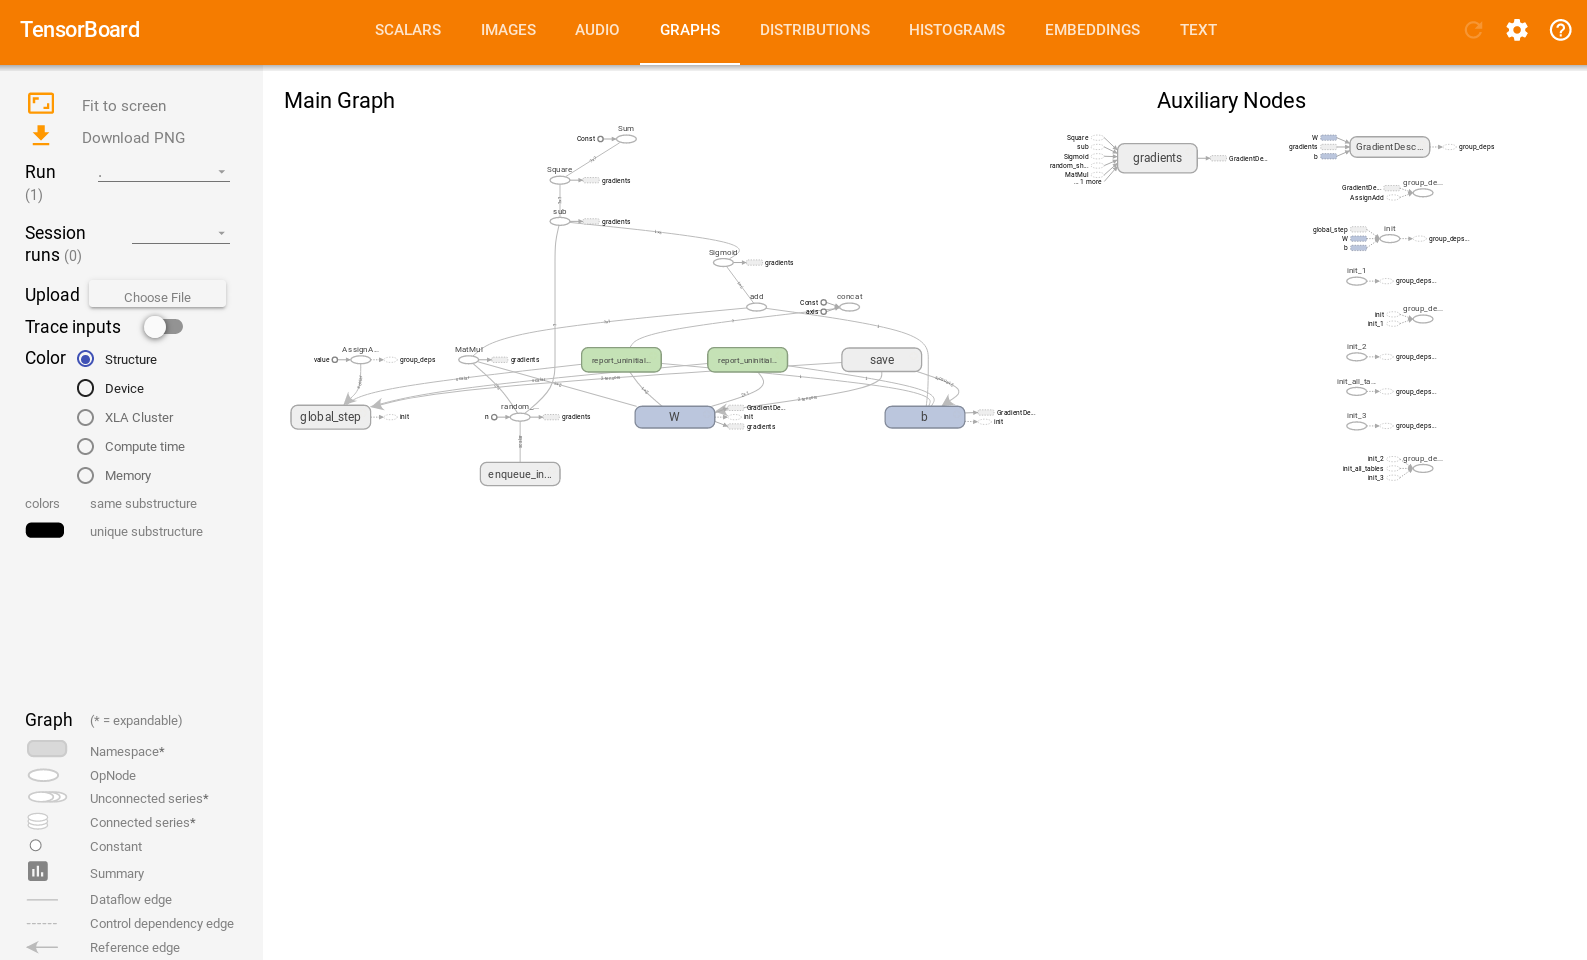 TensorBoard
SCALARS
IMAGES
AUDIO
GRAPHS
DISTRIBUTIONS
HISTOGRAMS
EMBEDDINGS
TEXT
Fit to screen
Download PNG
Run
(1)
.
Session
runs (0)
Upload
Choose File
Trace inputs
Color
Structure
Device
XLA Cluster
Compute time
Memory
colors
same substructure
unique substructure
Graph
(* = expandable)
Namespace*
OpNode
Unconnected series*
Connected series*
Constant
Summary
Dataflow edge
Control dependency edge
Reference edge
Main Graph
Sum
Const
Square
gradients
sub
gradients
Sigmoid
gradients
add
Const
axis
concat
AssignA...
value
group_deps
MatMul
gradients
report_uninitial...
report_uninitial...
save
global_step
init
random_...
n
gradients
W
GradientDe...
init
gradients
b
GradientDe...
init
enqueue_in...
Auxiliary Nodes
Square
sub
Sigmoid
random_sh...
MatMul
... 1 more
gradients
GradientDe...
W
gradients
b
GradientDesc...
group_deps
GradientDe...
AssignAdd
group_de...
global_step
W
b
init
group_deps...
init_1
group_deps...
init
init_1
group_de...
init_2
group_deps...
init_all_ta...
group_deps...
init_3
group_deps...
init_2
init_all_tables
init_3
group_de...